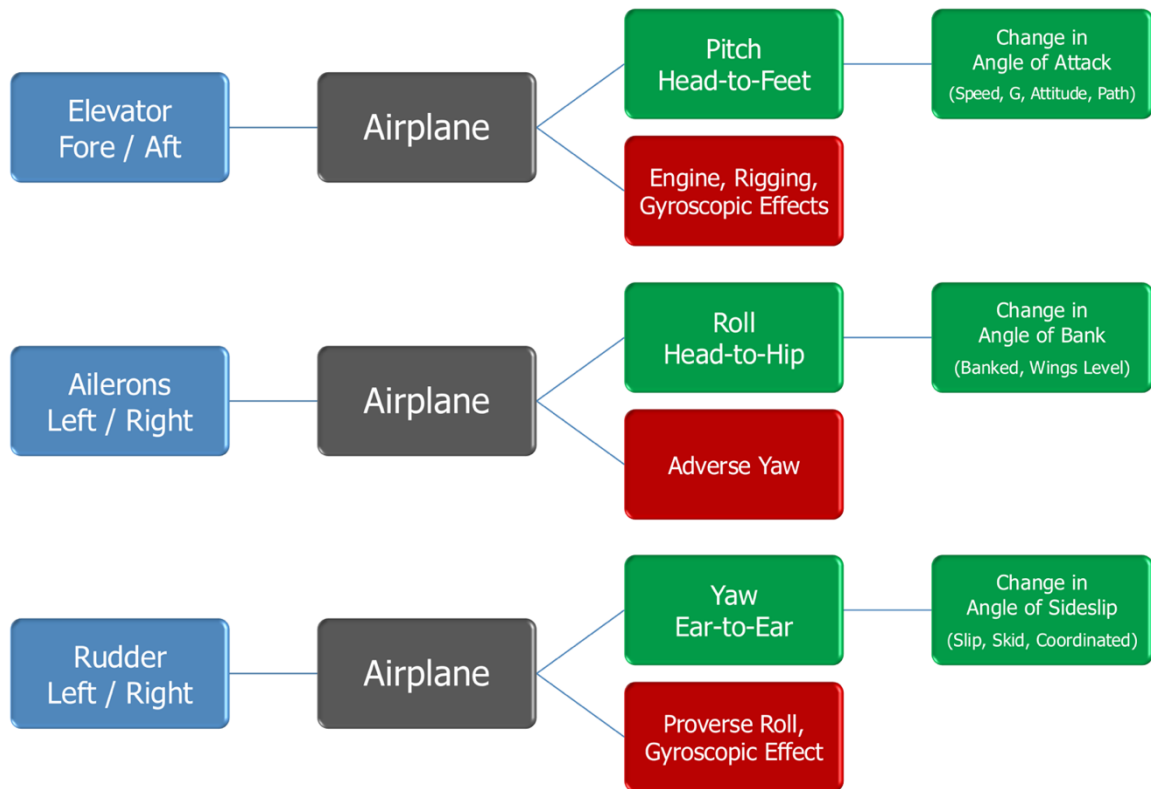 Elevator
Fore / Aft
Airplane
Pitch
Head-to-Feet
Change in
Angle of Attack
(Speed, G, Attitude, Path)
Engine, Rigging,
Gyroscopic Effects
Ailerons
Left / Right
Airplane
Roll
Head-to-Hip
Change in
Angle of Bank
(Banked, Wings Level)
Adverse Yaw
Rudder
Left / Right
Airplane
Yaw
Ear-to-Ear
Change in
Angle of Sideslip
(Slip, Skid, Coordinated)
Proverse Roll,
Gyroscopic Effect